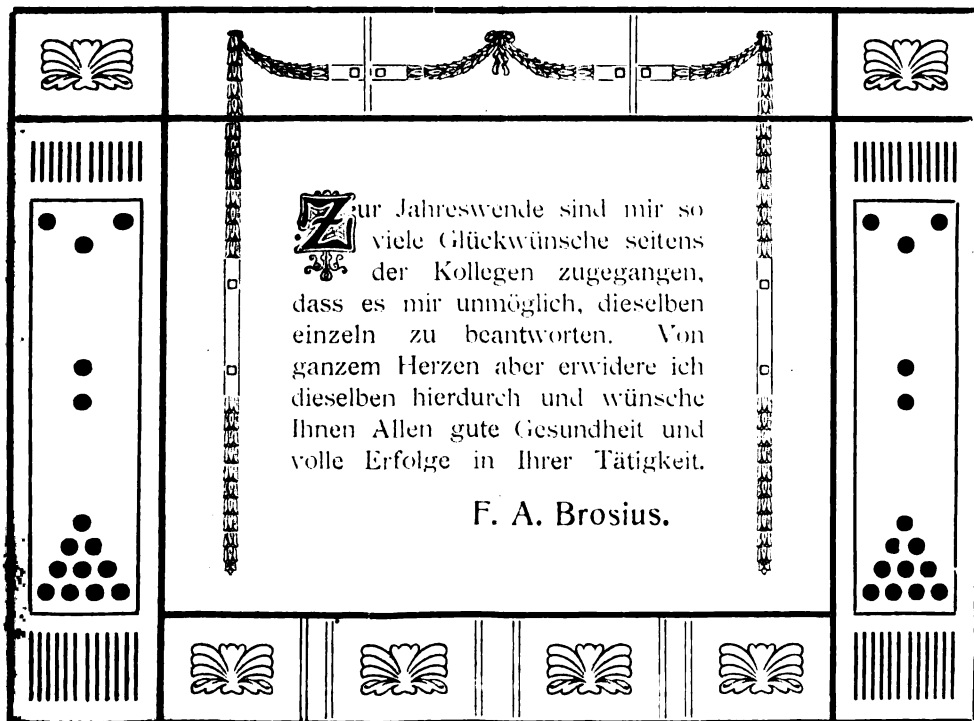 Zur Jahreswende sind mir so
viele Glückwünsche seitens
der Kollegen zugegangen,
dass es mir unmöglich, dieselben
einzeln zu beantworten. Von
ganzem Herzen aber erwidere ich
dieselben hierdurch und wünsche
Ihnen Allen gute Gesundheit und
volle Erfolge in Ihrer Tätigkeit.
F. A. Brosius.